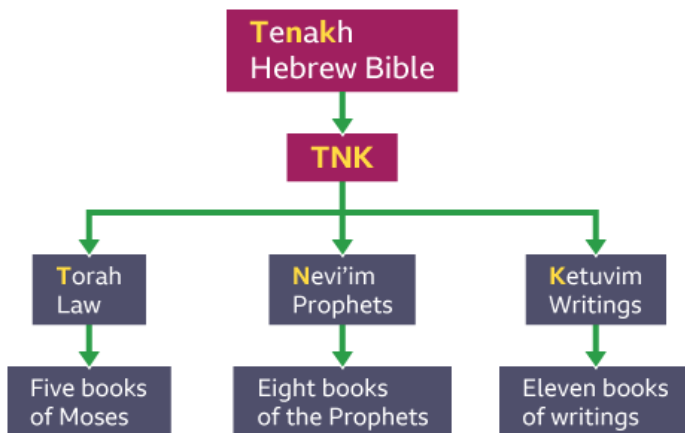 Tenakh
Hebrew Bible
TNK
Torah
Law
Nevi'im
Prophets
Ketuvim
Writings
Five books
of Moses
Eight books
of the Prophets
Eleven books
of writings